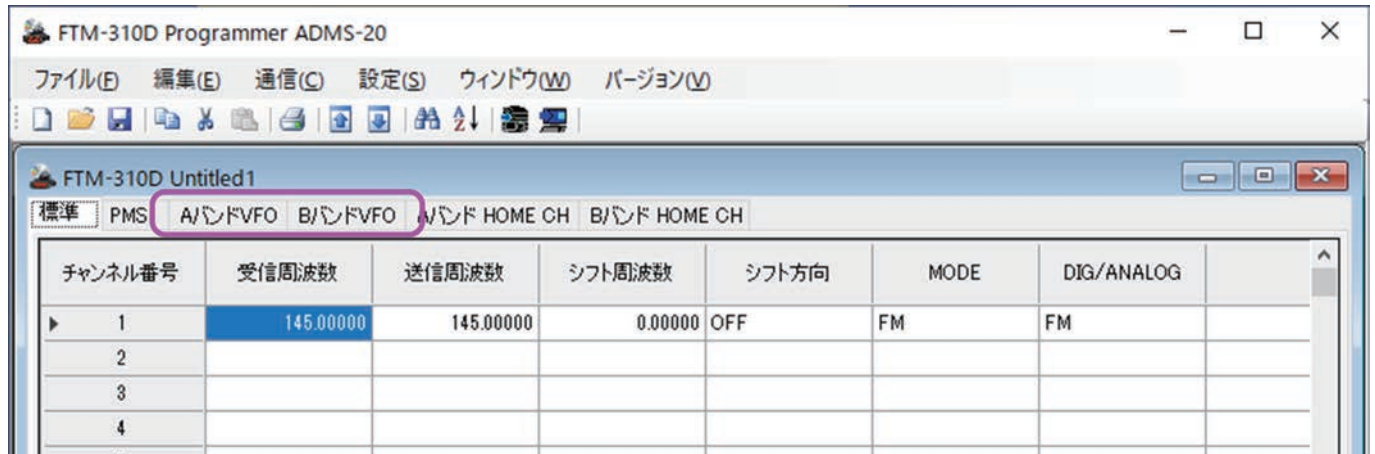 FTM-310D Programmer ADMS-20
ファイル(F) 編集(E) 通信(C) 設定(S) ウィンドウ(W) バージョン(V)
FTM-310D Untitled1
標準 PMS AバンドVFO BバンドVFO Aバンド HOME CH Bバンド HOME CH
チャンネル番号 受信周波数 送信周波数 シフト周波数 シフト方向 MODE DIG/ANALOG
1 145.00000 145.00000 0.00000 OFF FM FM
2
3
4